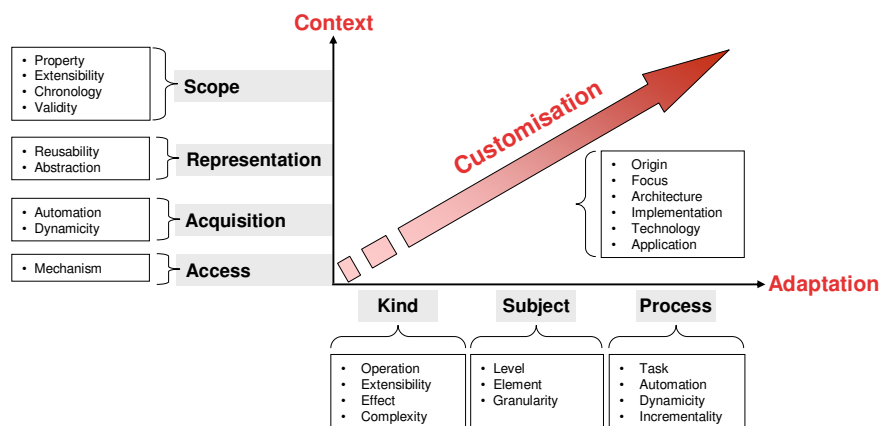 Context
• Property
• Extensibility
• Chronology
• Validity
Scope
• Reusability
• Abstraction
Representation
• Automation
• Dynamicity
Acquisition
• Mechanism
Access
Customisation
• Origin
• Focus
• Architecture
• Implementation
• Technology
• Application
Adaptation
Kind
Subject
Process
• Operation
• Extensibility
• Effect
• Complexity
• Level
• Element
• Granularity
• Task
• Automation
• Dynamicity
• Incrementality